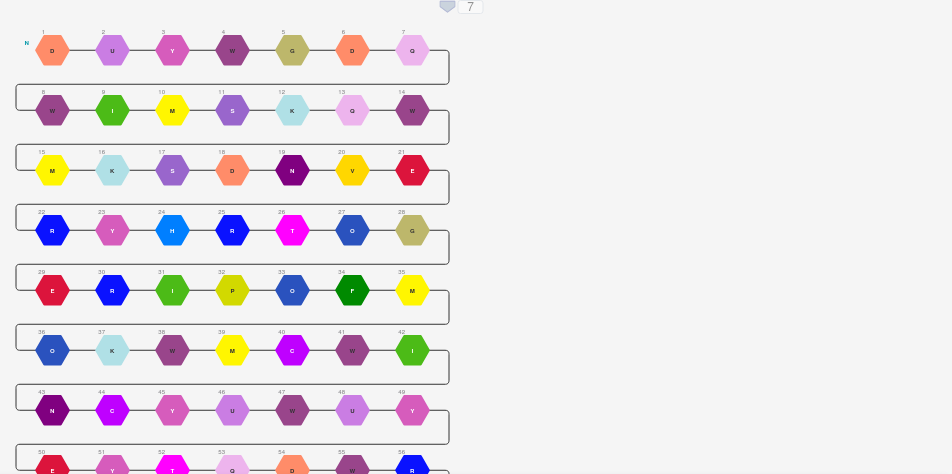 7
1 2 3 4 5 6 7
N D U Y W G D Q
8 9 10 11 12 13 14
W I M S K Q W
15 16 17 18 19 20 21
M K S D N V E
22 23 24 25 26 27 28
R Y H R T O G
29 30 31 32 33 34 35
E R I P O F M
36 37 38 39 40 41 42
O K W M C W I
43 44 45 46 47 48 49
N C Y U W U Y
50 51 52 53 54 55 56
E Y T Q D W R